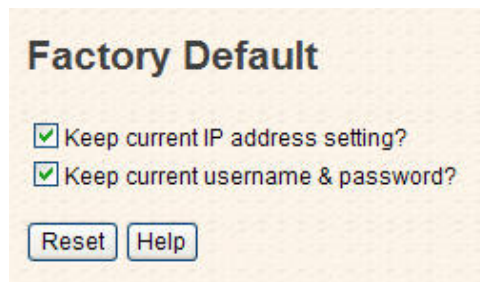 Factory Default
Keep current IP address setting?
Keep current username & password?
Reset Help